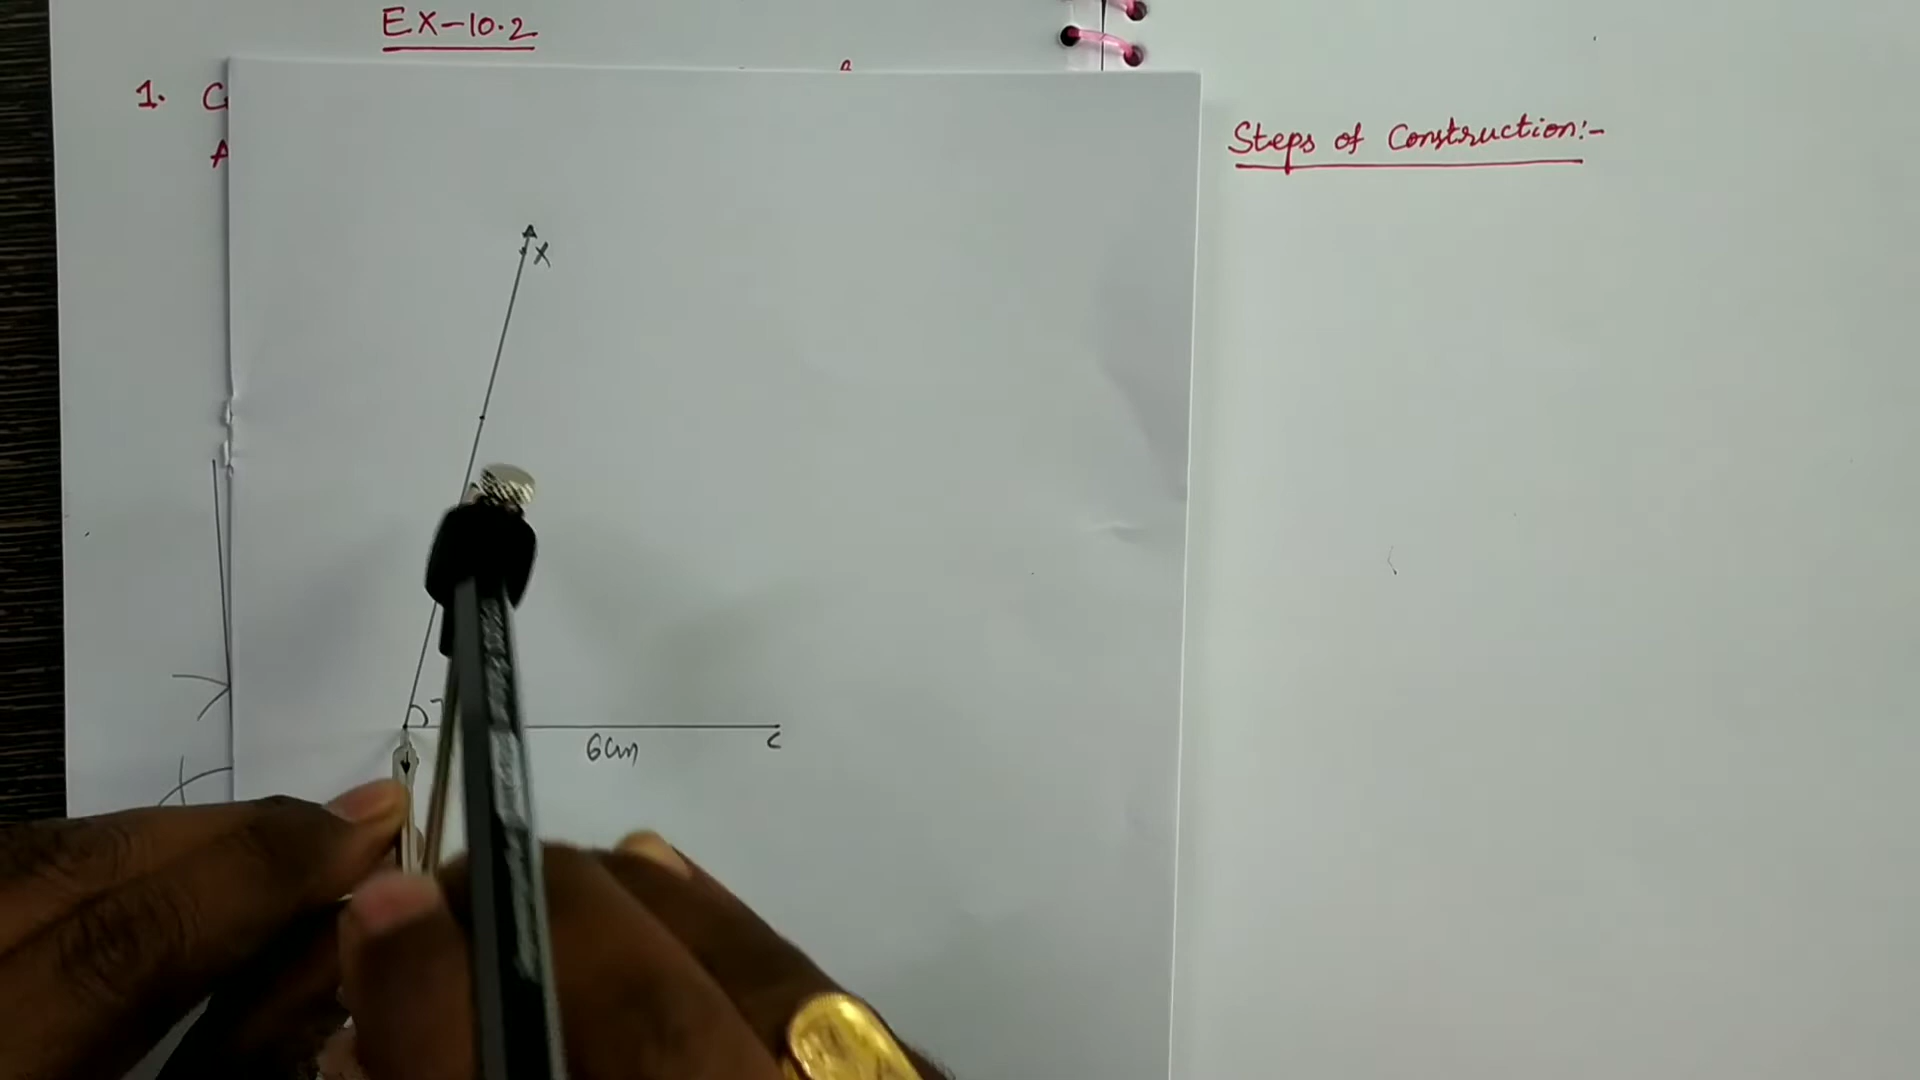 EX-10.2
1.
Steps of Construction:-
X
6cm
C